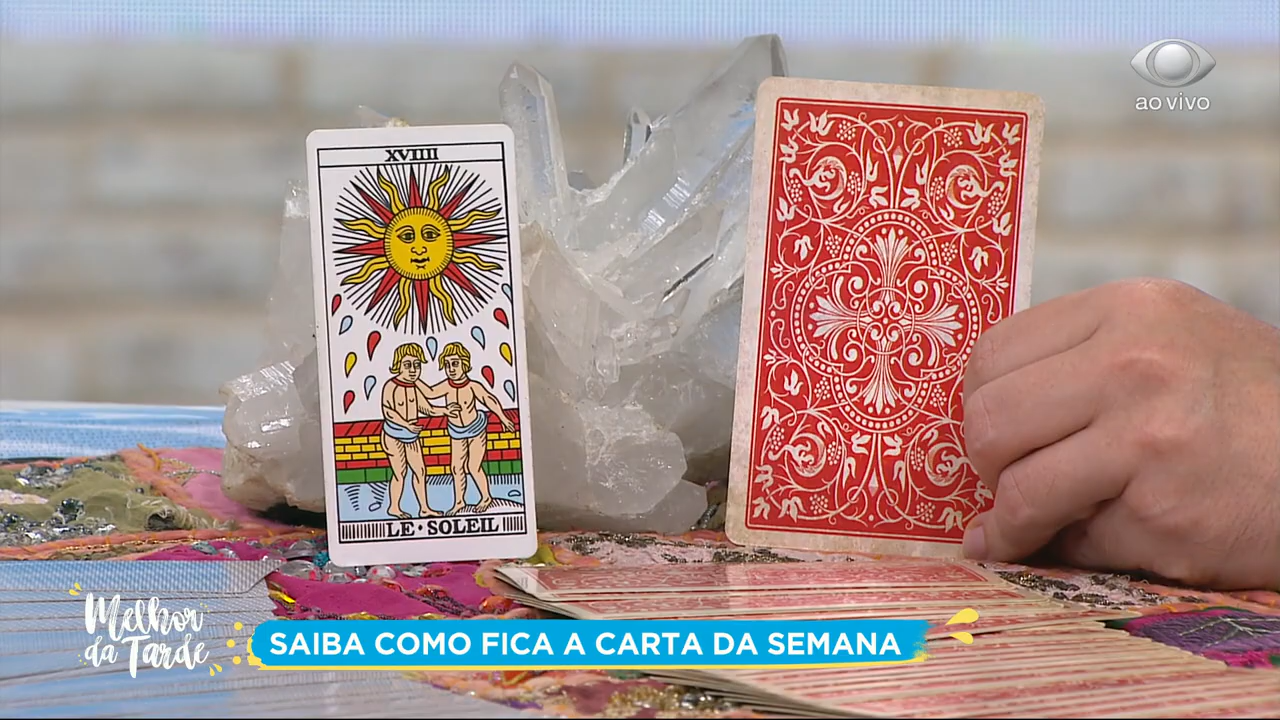 ao vivo
XVIIII
LE•SOLEIL
Melhor
da Tarde
SAIBA COMO FICA A CARTA DA SEMANA